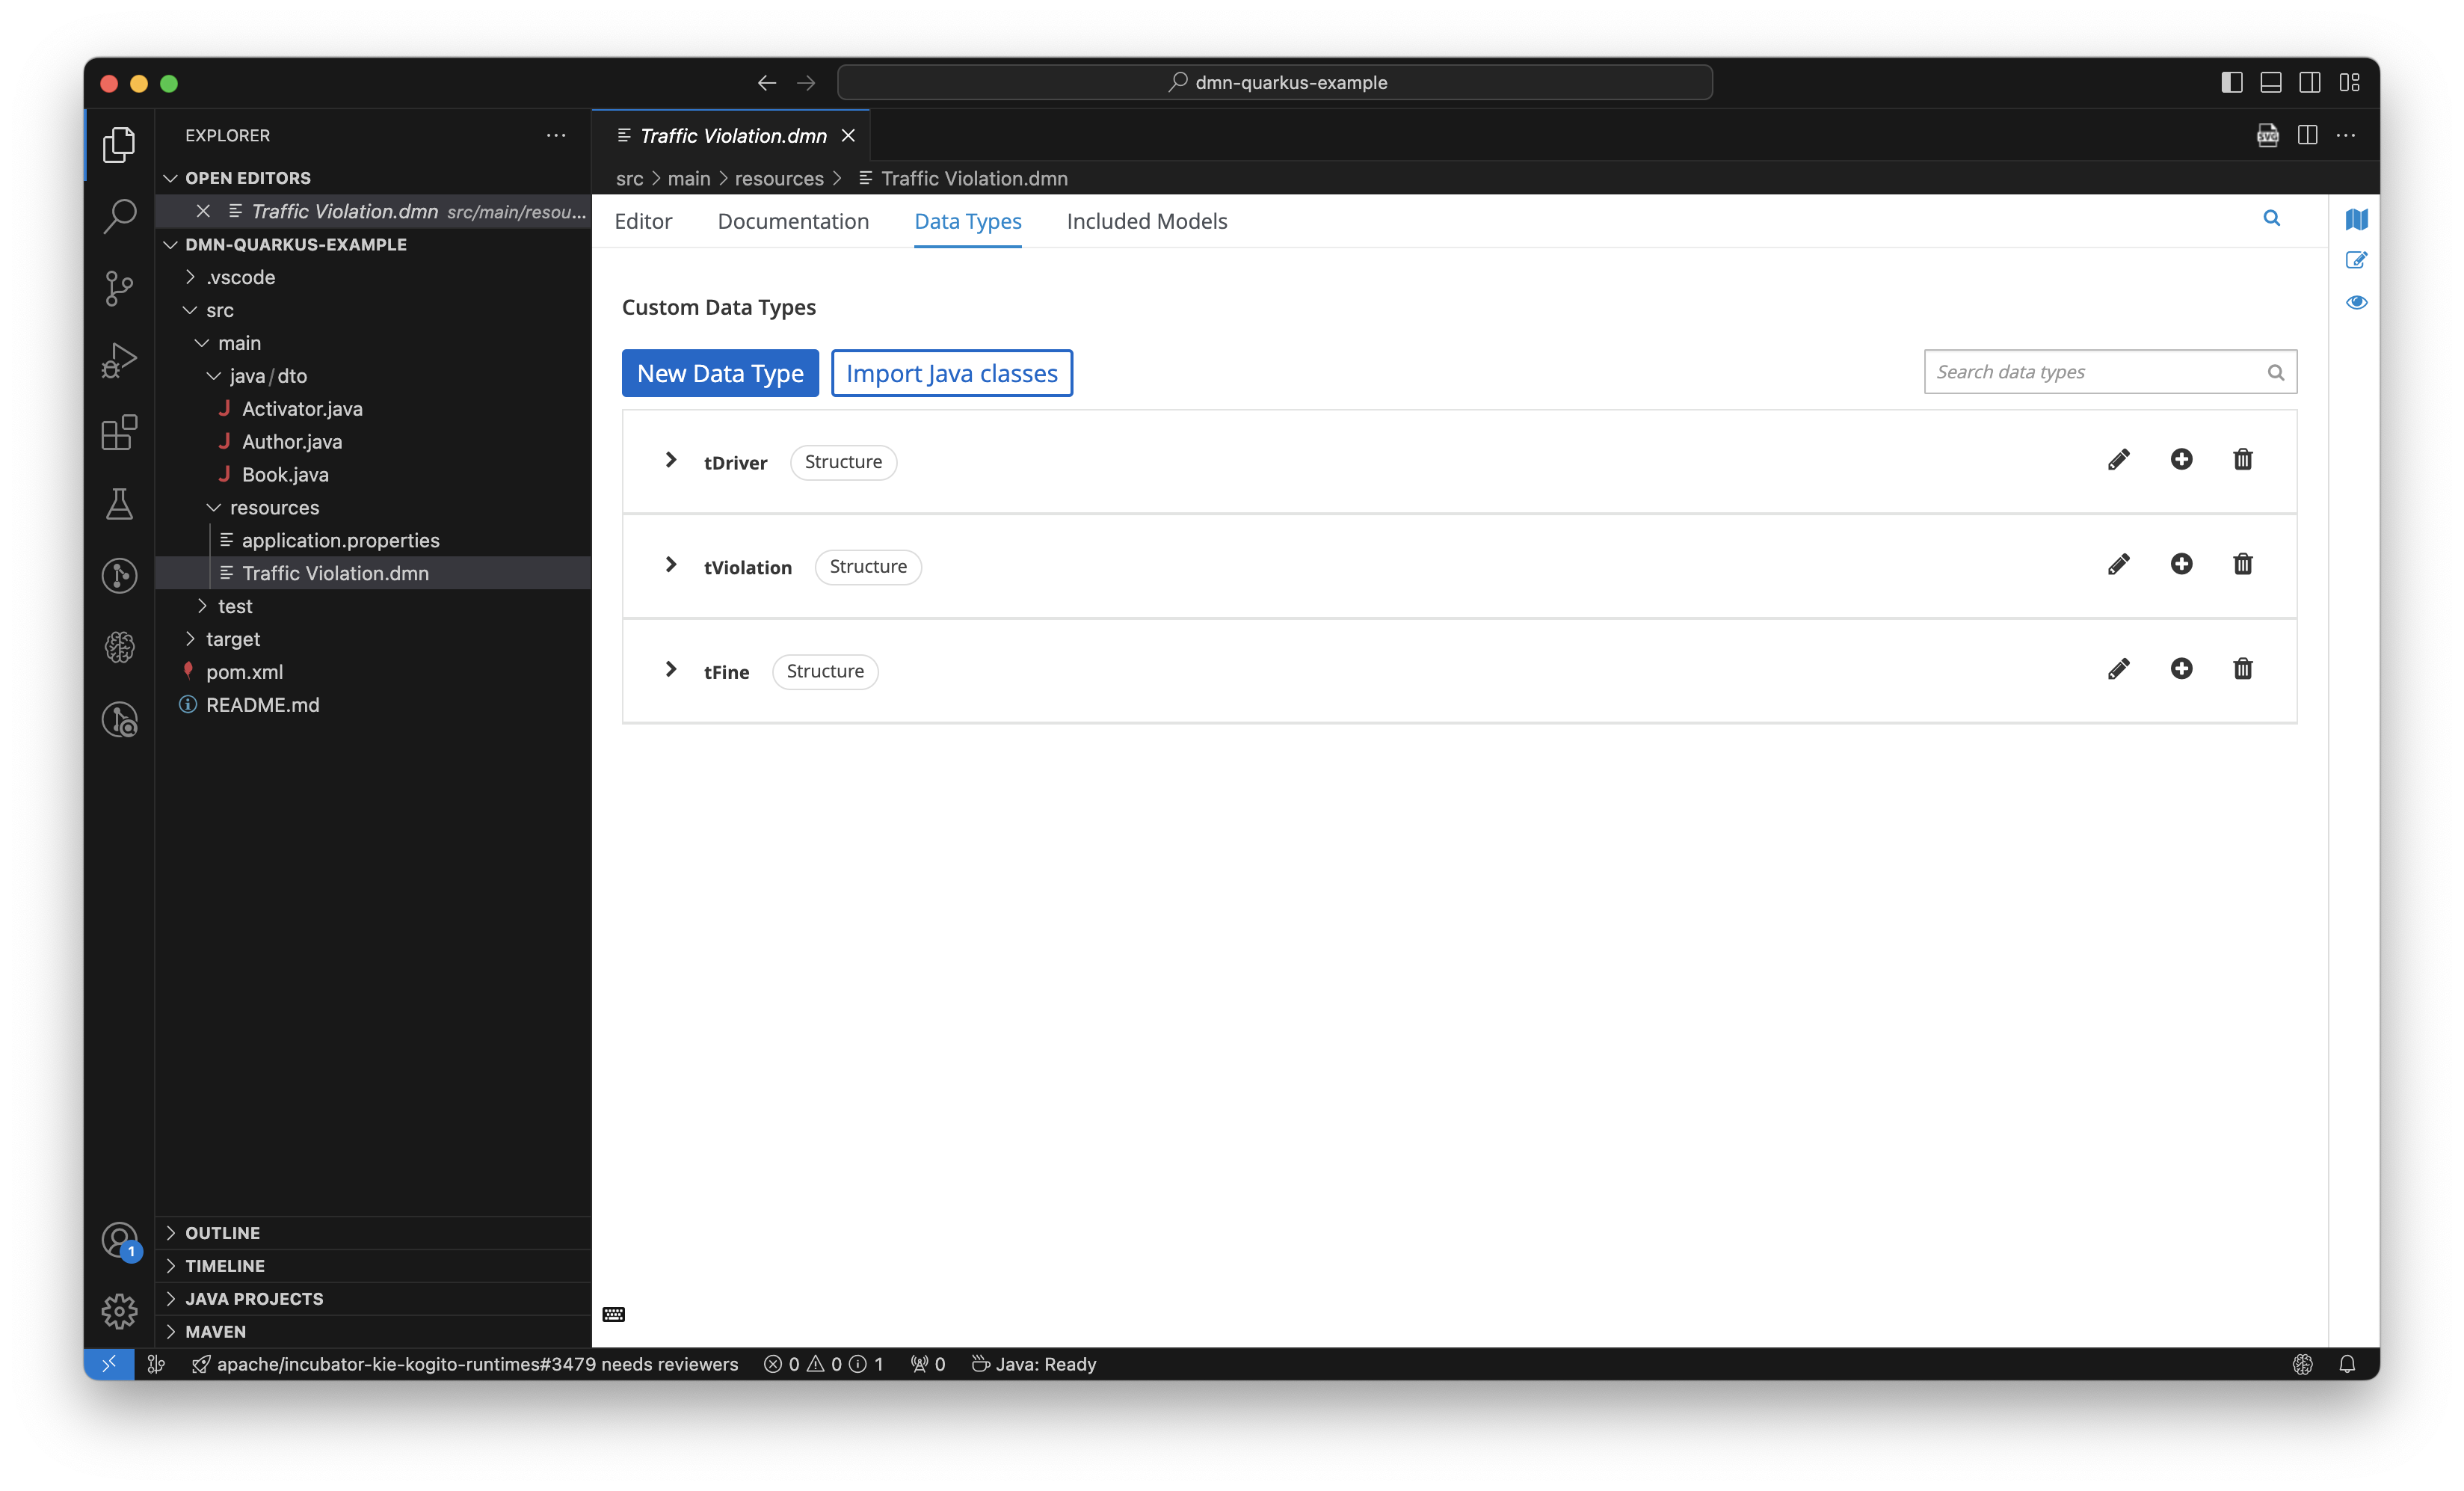 dmn-quarkus-example
EXPLORER
OPEN EDITORS
Traffic Violation.dmn src/main/resou...
DMN-QUARKUS-EXAMPLE
.vscode
src
main
java/dto
J Activator.java
J Author.java
J Book.java
resources
application.properties
Traffic Violation.dmn
test
target
pom.xml
README.md
OUTLINE
TIMELINE
JAVA PROJECTS
MAVEN
1
Traffic Violation.dmn
SVG
src > main > resources > Traffic Violation.dmn
Editor Documentation Data Types Included Models
Custom Data Types
New Data Type Import Java classes Search data types
tDriver Structure
tViolation Structure
tFine Structure
apache/incubator-kie-kogito-runtimes#3479 needs reviewers 0 0 1 0 Java: Ready